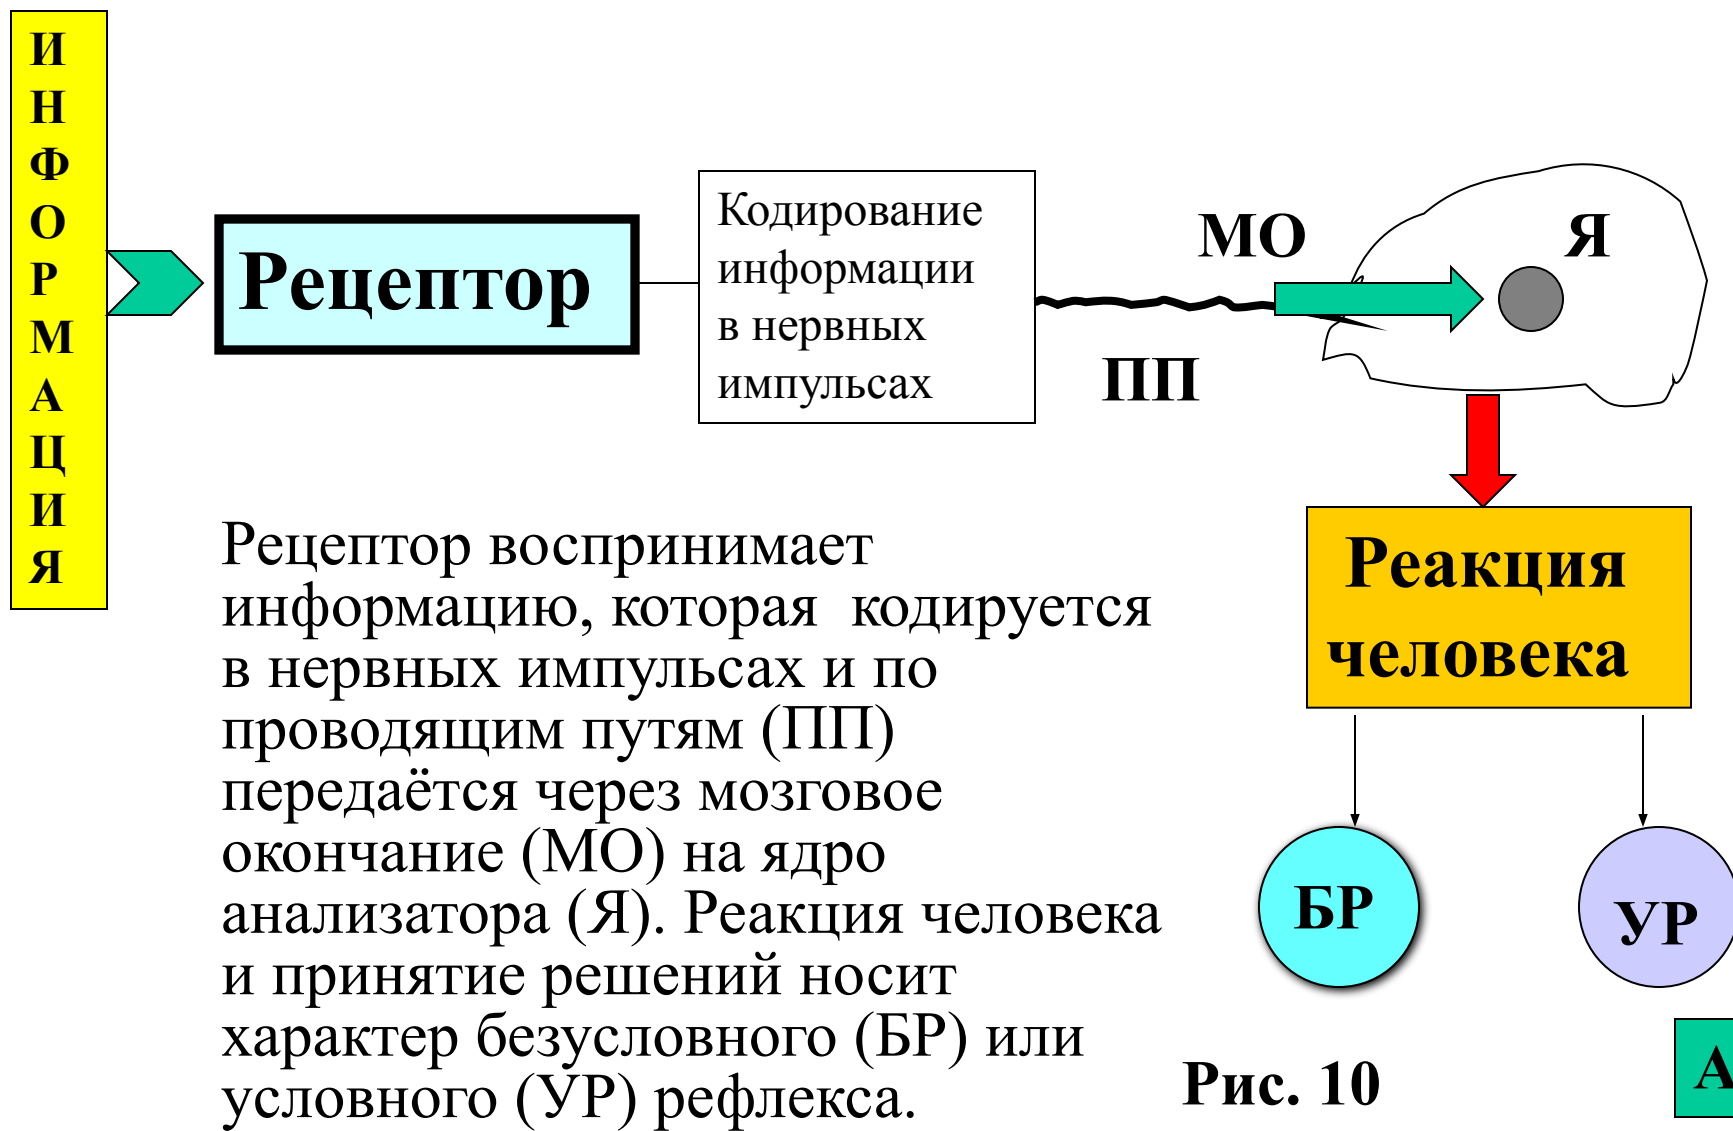 ИНФОРМАЦИЯ
Рецептор
Кодирование
информации
в нервных
импульсах
МО
Я
ПП
Реакция
человека
БР
УР
Рецептор воспринимает
информацию, которая  кодируется
в нервных импульсах и по
проводящим путям (ПП)
передаётся через мозговое
окончание (МО) на ядро
анализатора (Я). Реакция человека
и принятие решений носит
характер безусловного (БР) или
условного (УР) рефлекса.
Рис. 10
А